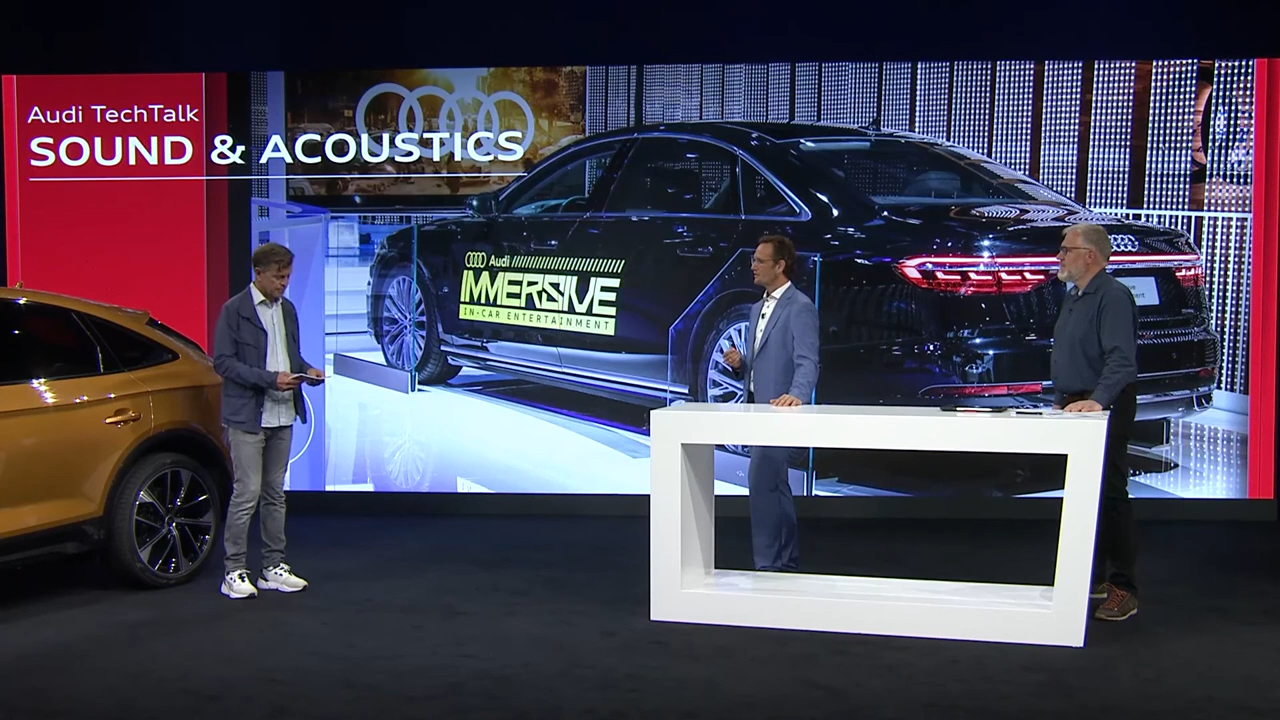 Audi TechTalk
SOUND & ACOUSTICS
Audi
IMMERSIVE
IN-CAR ENTERTAINMENT